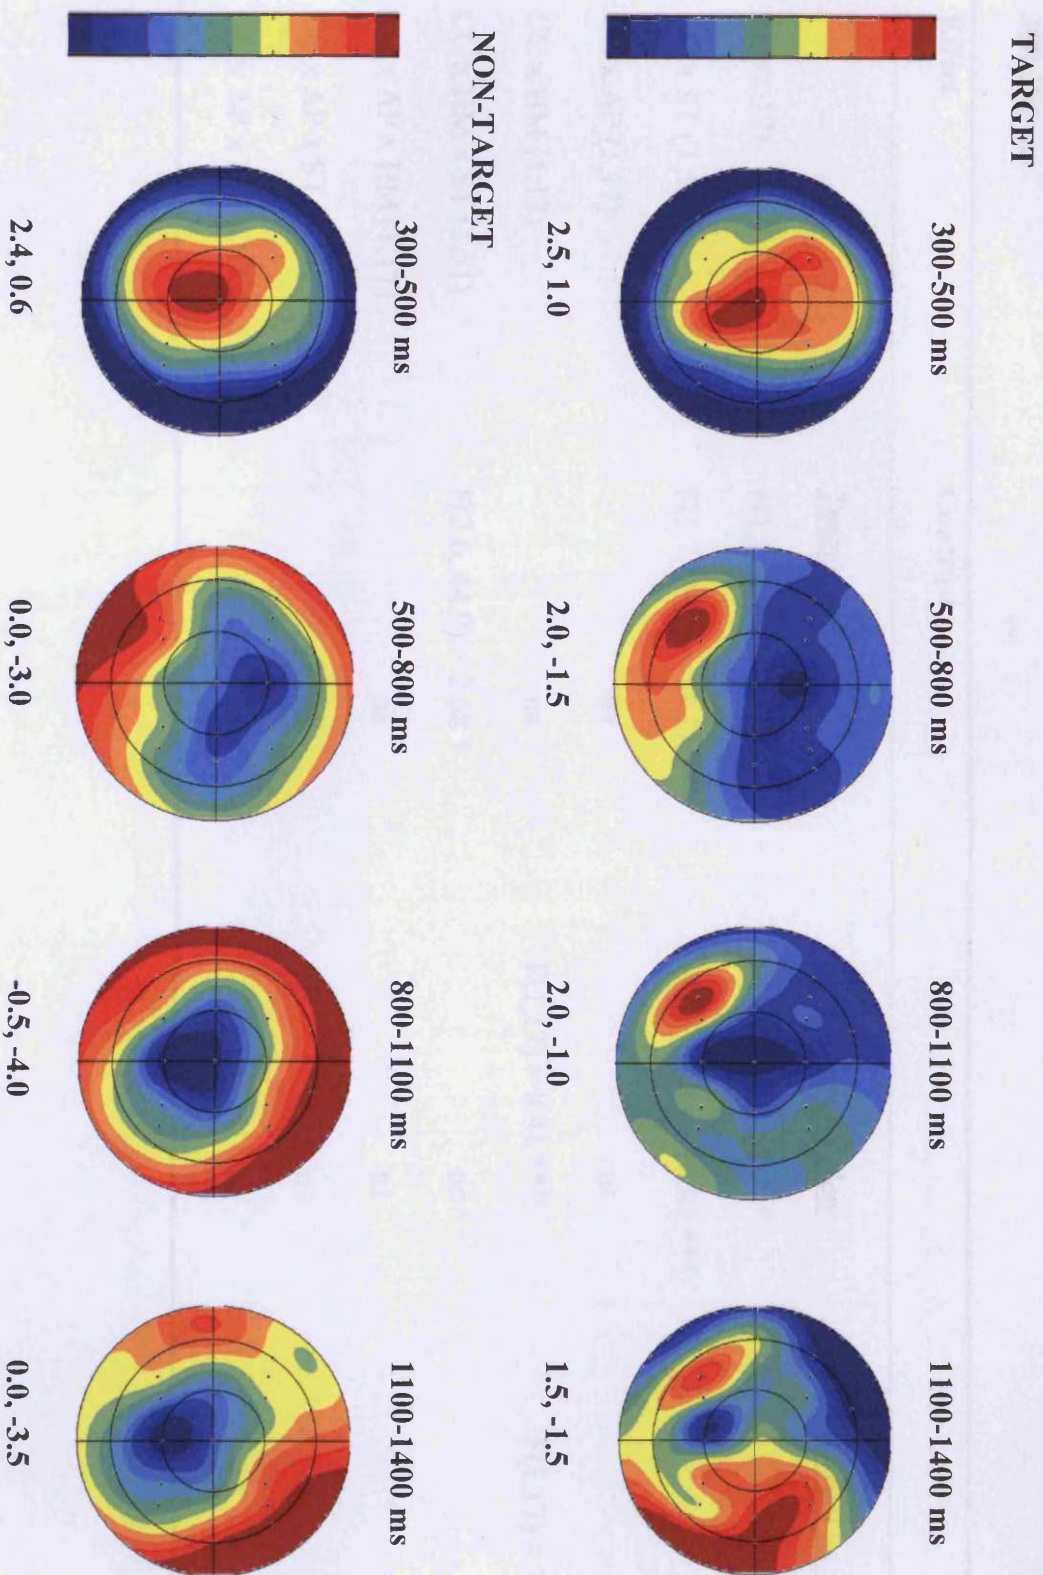 TARGET
300-500 ms 500-800 ms 800-1100 ms 1100-1400 ms
2.5, 1.0 2.0, -1.5 2.0, -1.0 1.5, -1.5
NON-TARGET
300-500 ms 500-800 ms 800-1100 ms 1100-1400 ms
2.4, 0.6 0.0, -3.0 -0.5, -4.0 0.0, -3.5